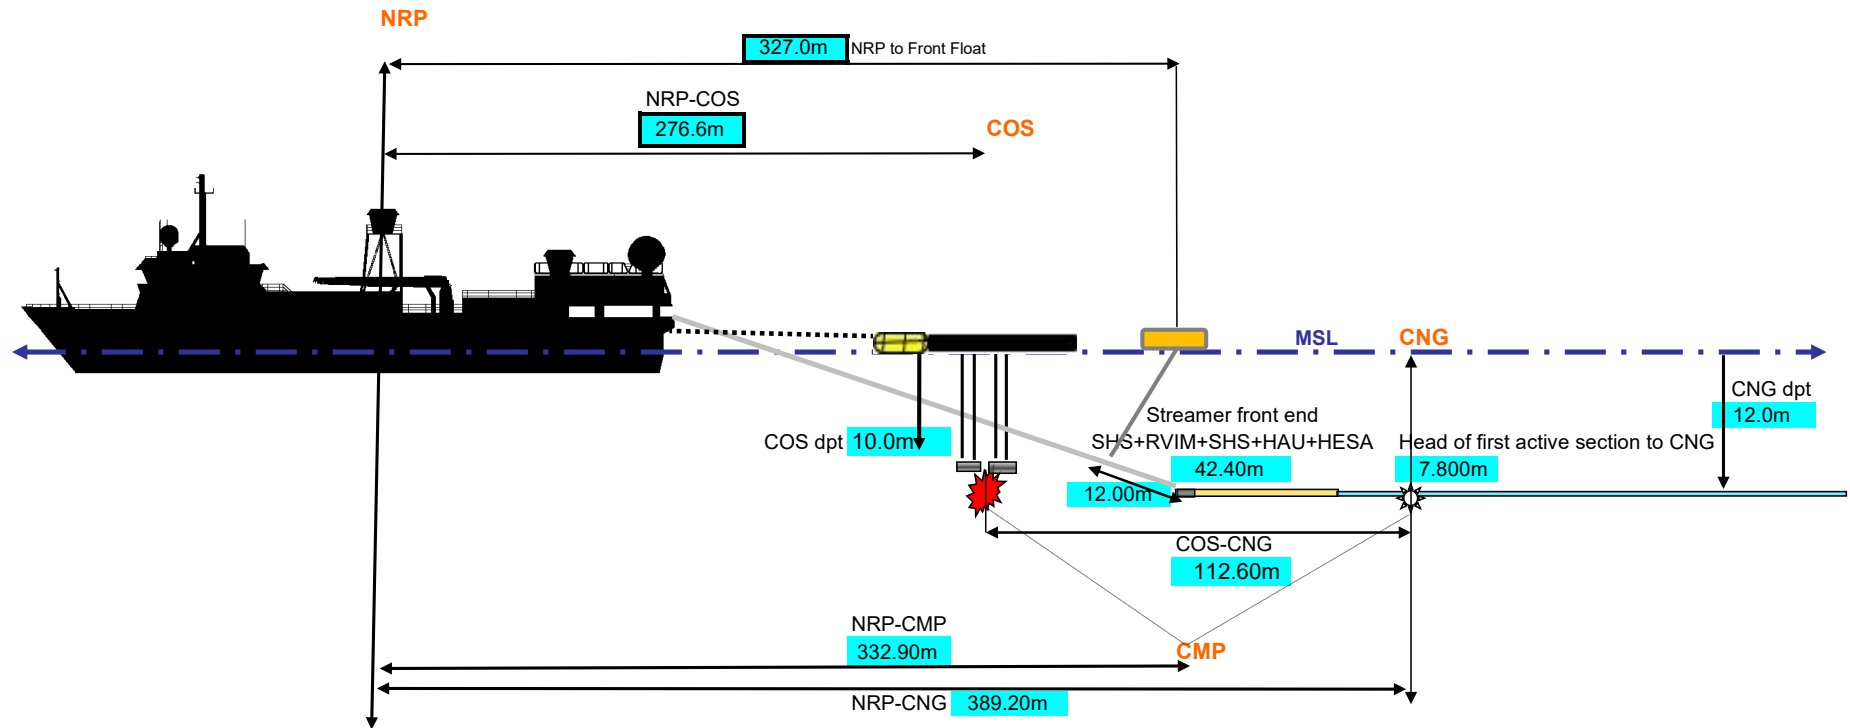 NRP
327.0m NRP to Front Float
NRP-COS
276.6m
COS
MSL
CNG
CNG dpt
12.0m
Streamer front end
COS dpt 10.0m
SHS+RVIM+SHS+HAU+HESA
Head of first active section to CNG
42.40m
7.800m
12.00m
COS-CNG
112.60m
NRP-CMP
332.90m
CMP
NRP-CNG 389.20m